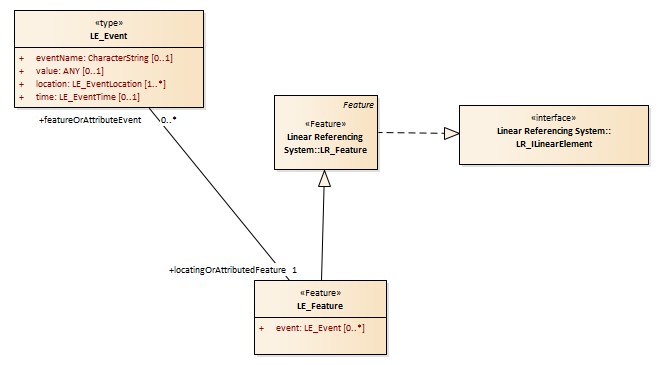 «type»
LE_Event
+ eventName: CharacterString [0..1]
+ value: ANY [0..1]
+ location: LE_EventLocation [1..*]
+ time: LE_EventTime [0..1]
+featureOrAttributeEvent 0..*
Feature
«Feature»
Linear Referencing
System::LR_Feature
«interface»
Linear Referencing System::
LR_ILinearElement
+locatingOrAttributedFeature 1
«Feature»
LE_Feature
+ event: LE_Event [0..*]